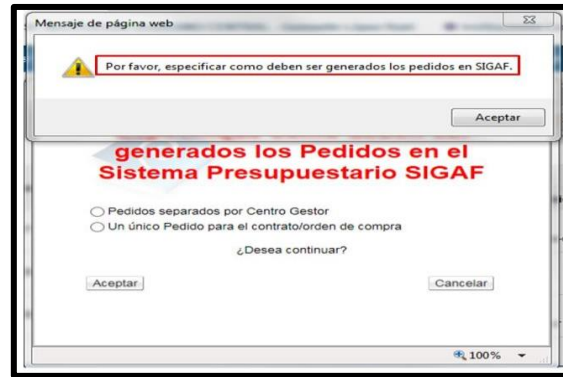 Mensaje de página web
Por favor, especificar como deben ser generados los pedidos en SIGAF.
Aceptar
generados los Pedidos en el
Sistema Presupuestario SIGAF
Pedidos separados por Centro Gestor
Un único Pedido para el contrato/orden de compra
¿Desea continuar?
Aceptar Cancelar
100%